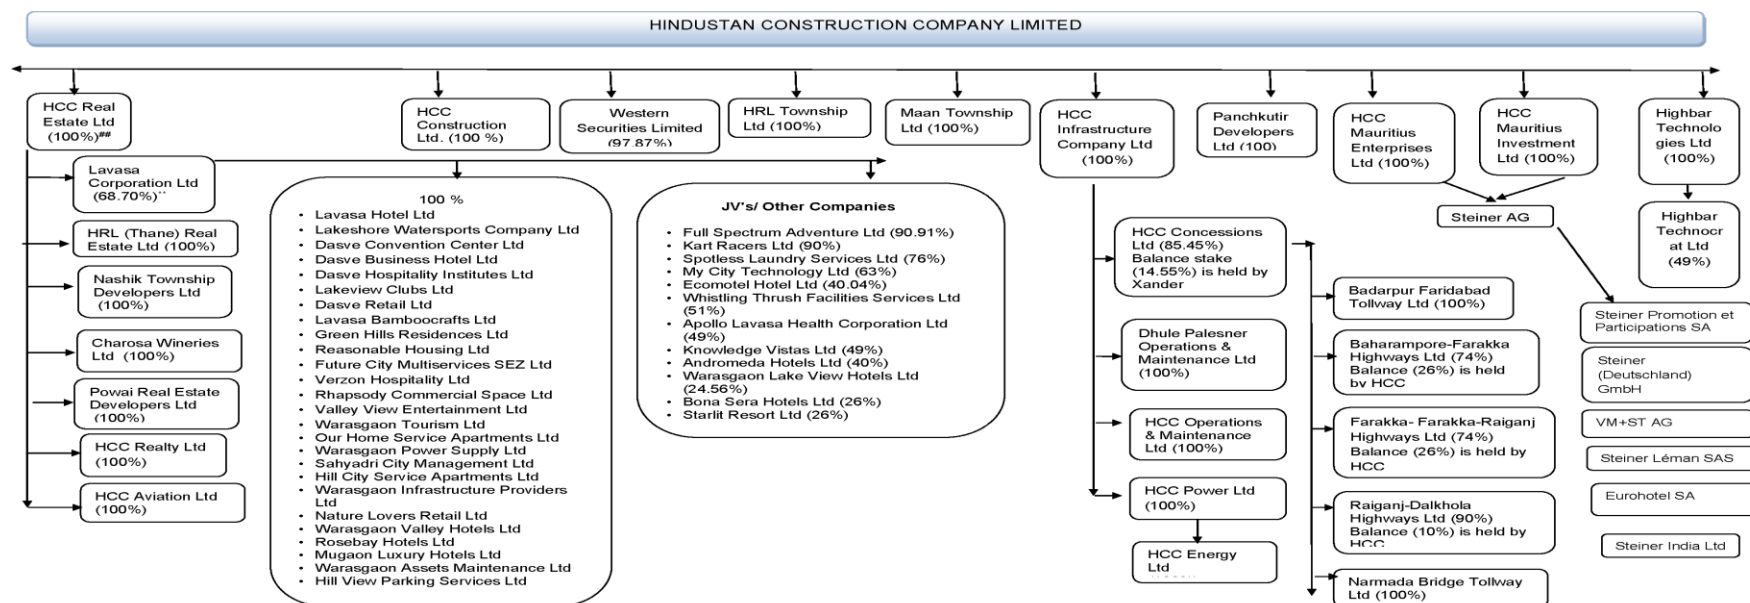 HINDUSTAN CONSTRUCTION COMPANY LIMITED
HCC Real
Estate Ltd
(100%)##
HCC
Construction
Ltd. (100 %)
Western
Securities Limited
(97.87%)
HRL Township
Ltd (100%)
Maan Township
Ltd (100%)
HCC
Infrastructure
Company Ltd
(100%)
Panchkutir
Developers
Ltd (100)
HCC
Mauritius
Enterprises
Ltd (100%)
HCC
Mauritius
Investment
Ltd (100%)
Highbar
Technolo
gies Ltd
(100%)
Lavasa
Corporation Ltd
(68.70%)**
HRL (Thane) Real
Estate Ltd (100%)
Nashik Township
Developers Ltd
(100%)
Charosa Wineries
Ltd (100%)
Powai Real Estate
Developers Ltd
(100%)
HCC Realty Ltd
(100%)
HCC Aviation Ltd
(100%)
100 %
• Lavasa Hotel Ltd
• Lakeshore Watersports Company Ltd
• Dasve Convention Center Ltd
• Dasve Business Hotel Ltd
• Dasve Hospitality Institutes Ltd
• Lakeview Clubs Ltd
• Dasve Retail Ltd
• Lavasa Bamboocrafts Ltd
• Green Hills Residences Ltd
• Reasonable Housing Ltd
• Future City Multiservices SEZ Ltd
• Verzon Hospitality Ltd
• Rhapsody Commercial Space Ltd
• Valley View Entertainment Ltd
• Warasgaon Tourism Ltd
• Our Home Service Apartments Ltd
• Warasgaon Power Supply Ltd
• Sahyadri City Management Ltd
• Hill City Service Apartments Ltd
• Warasgaon Infrastructure Providers
Ltd
• Nature Lovers Retail Ltd
• Warasgaon Valley Hotels Ltd
• Rosebay Hotels Ltd
• Mugaon Luxury Hotels Ltd
• Warasgaon Assets Maintenance Ltd
• Hill View Parking Services Ltd
JV's/ Other Companies
• Full Spectrum Adventure Ltd (90.91%)
• Kart Racers Ltd (90%)
• Spotless Laundry Services Ltd (76%)
• My City Technology Ltd (63%)
• Ecomotel Hotel Ltd (40.04%)
• Whistling Thrush Facilities Services Ltd
(51%)
• Apollo Lavasa Health Corporation Ltd
(49%)
• Knowledge Vistas Ltd (49%)
• Andromeda Hotels Ltd (40%)
• Warasgaon Lake View Hotels Ltd
(24.56%)
• Bona Sera Hotels Ltd (26%)
• Starlit Resort Ltd (26%)
HCC Concessions
Ltd (85.45%)
Balance stake
(14.55%) is held by
Xander
Dhule Palesner
Operations &
Maintenance Ltd
(100%)
HCC Operations
& Maintenance
Ltd (100%)
HCC Power Ltd
(100%)
HCC Energy
Ltd
Badarpur Faridabad
Tollway Ltd (100%)
Baharampore-Farakka
Highways Ltd (74%)
Balance (26%) is held
by HCC
Farakka- Farakka-Raiganj
Highways Ltd (74%)
Balance (26%) is held by
HCC
Raiganj-Dalkhola
Highways Ltd (90%)
Balance (10%) is held by
HCC
Narmada Bridge Tollway
Ltd (100%)
Steiner AG
Steiner Promotion et
Participations SA
Steiner
(Deutschland)
GmbH
VM+ST AG
Steiner Léman SAS
Eurohotel SA
Steiner India Ltd
Highbar
Technocr
at Ltd
(49%)